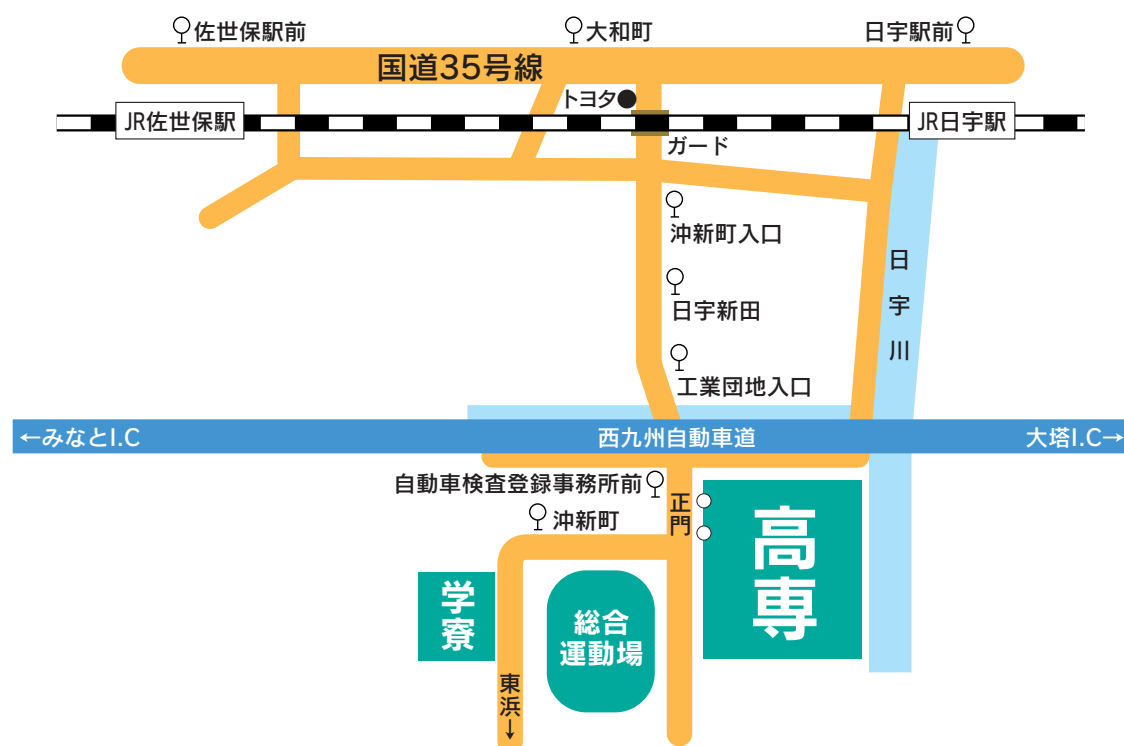 佐世保駅前
大和町
日宇駅前
国道35号線
トヨタ
JR佐世保駅
JR日宇駅
ガード
沖新町入口
日宇新田
日宇川
工業団地入口
←みなとI.C
西九州自動車道
大塔I.C→
自動車検査登録事務所前
正門
沖新町
高専
学寮
総合
運動場
東浜↓